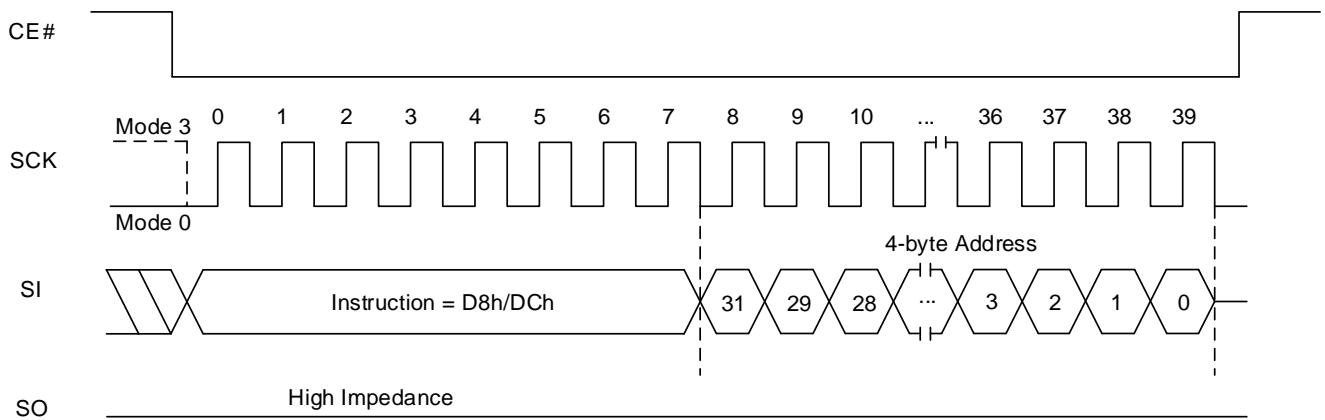 CE#
0 1 2 3 4 5 6 7 8 9 10 ... 36 37 38 39
Mode 3
SCK
Mode 0
4-byte Address
SI
Instruction = D8h/DCh 31 29 28 ... 3 2 1 0
High Impedance
SO